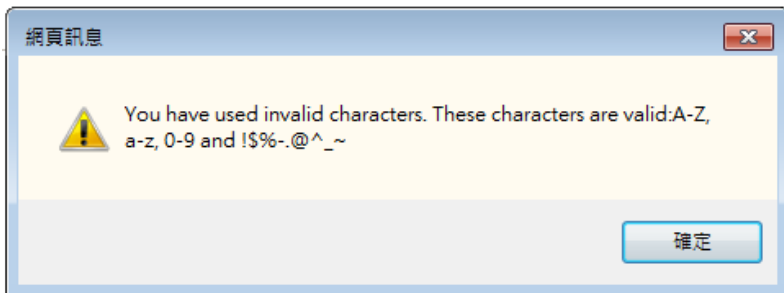 網頁訊息
You have used invalid characters. These characters are valid:A-Z,
a-z, 0-9 and !$%-.@^_~
確定